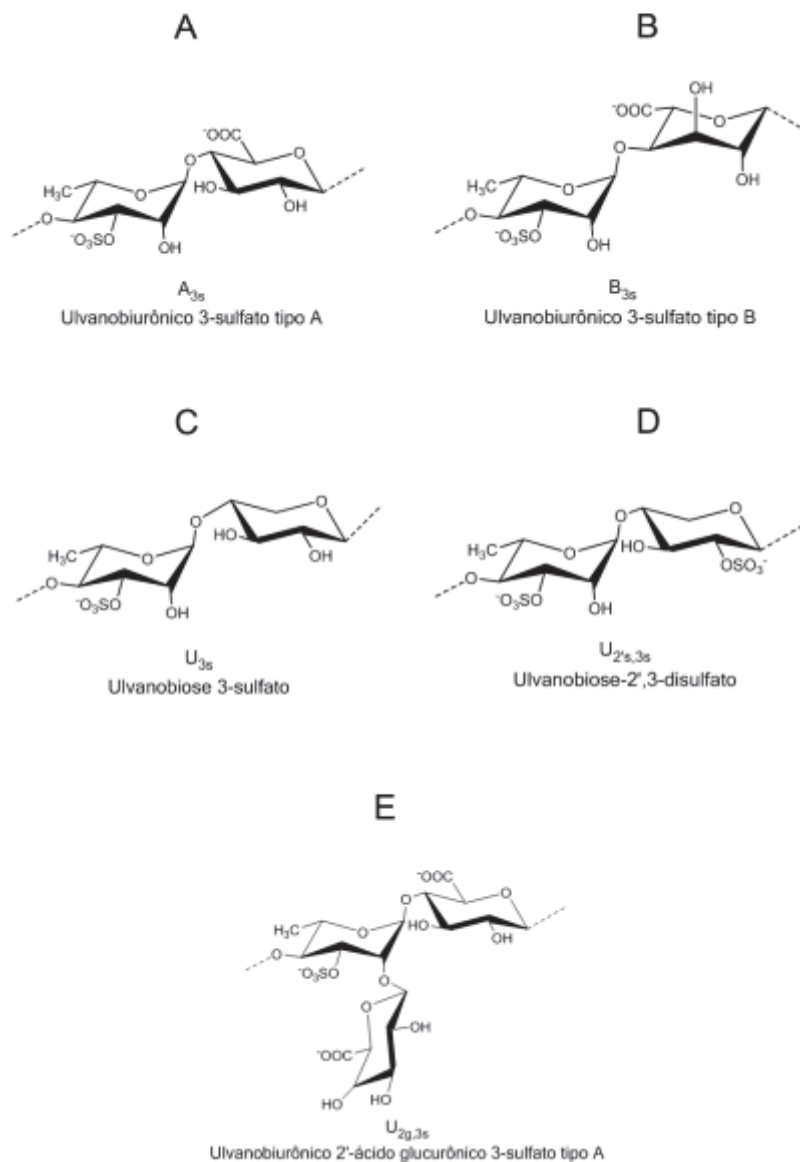 A
B
⁻OOC
O
O
H₃C
O
HO
OH
O
⁻O₃SO
OH
A₃ₛ
Ulvanobiurônico 3-sulfato tipo A
OH
⁻OOC
O
O
H₃C
O
OH
O
⁻O₃SO
OH
B₃ₛ
Ulvanobiurônico 3-sulfato tipo B
C
D
O
O
H₃C
O
HO
OH
O
⁻O₃SO
OH
U₃ₛ
Ulvanobiose 3-sulfato
O
O
H₃C
O
HO
OSO₃⁻
O
⁻O₃SO
OH
U₂'ₛ,₃ₛ
Ulvanobiose-2',3-disulfato
E
⁻OOC
O
O
H₃C
O
HO
OH
O
⁻O₃SO
O
O
OH
⁻OOC
HO
HO
U₂g,₃ₛ
Ulvanobiurônico 2'-ácido glucurônico 3-sulfato tipo A